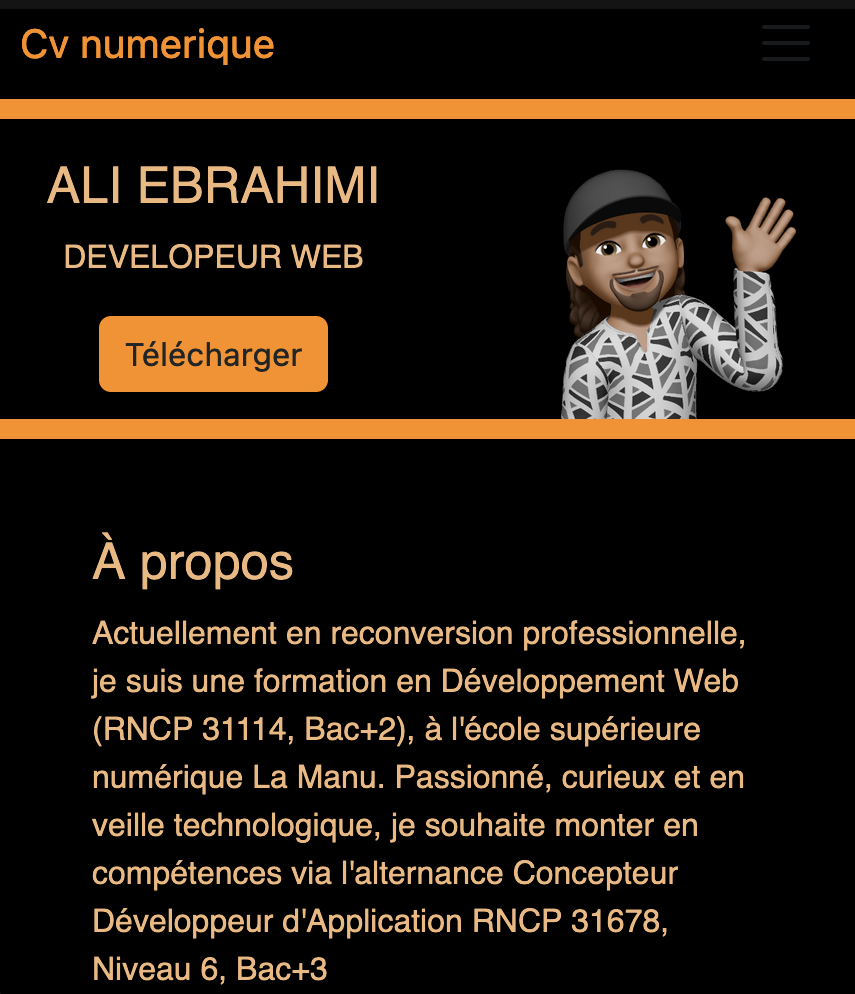 Cv numerique
ALI EBRAHIMI
DEVELOPEUR WEB
Télécharger
À propos
Actuellement en reconversion professionnelle,
je suis une formation en Développement Web
(RNCP 31114, Bac+2), à l'école supérieure
numérique La Manu. Passionné, curieux et en
veille technologique, je souhaite monter en
compétences via l'alternance Concepteur
Développeur d'Application RNCP 31678,
Niveau 6, Bac+3